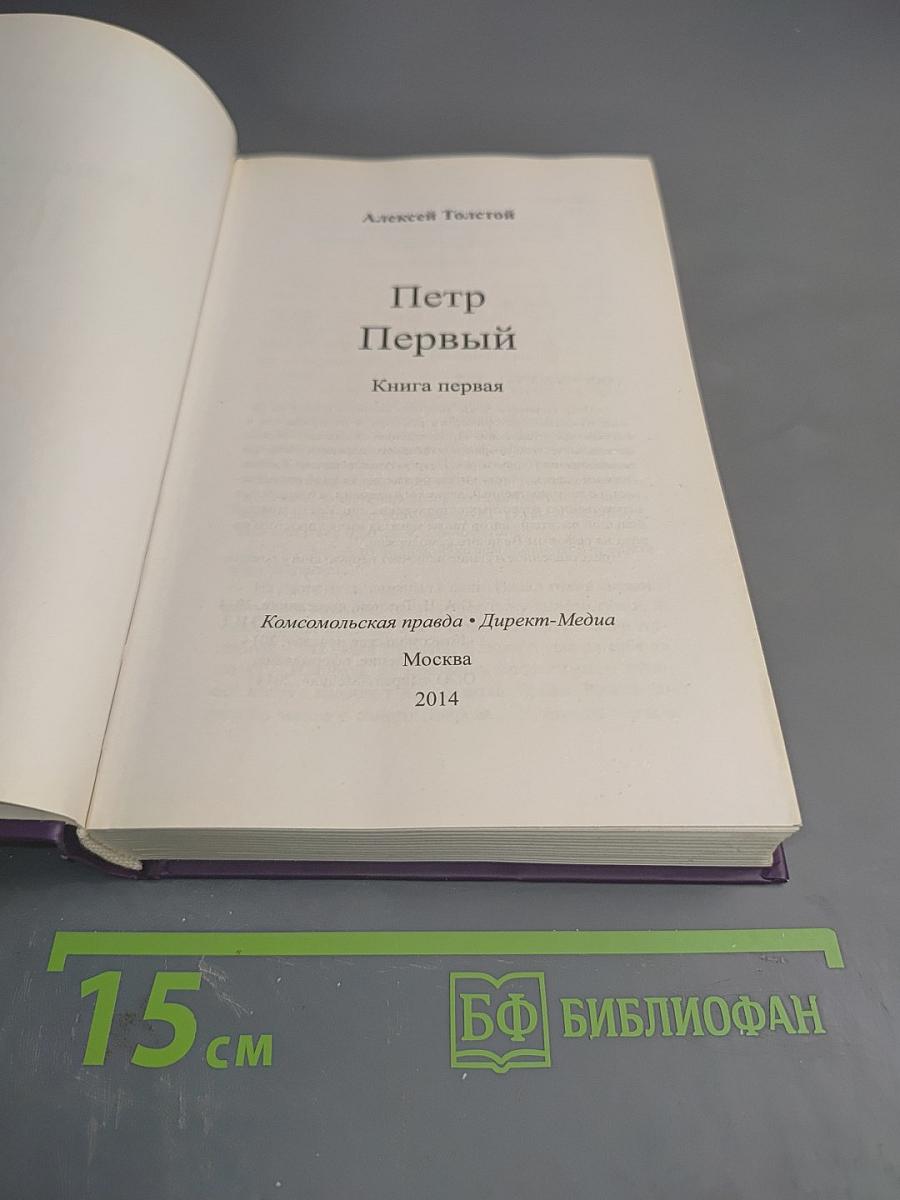 Алексей Толстой
Петр
Первый
Книга первая
Комсомольская правда • Директ-Медиа
Москва
2014
15 см
БФ БИБЛИОФАН